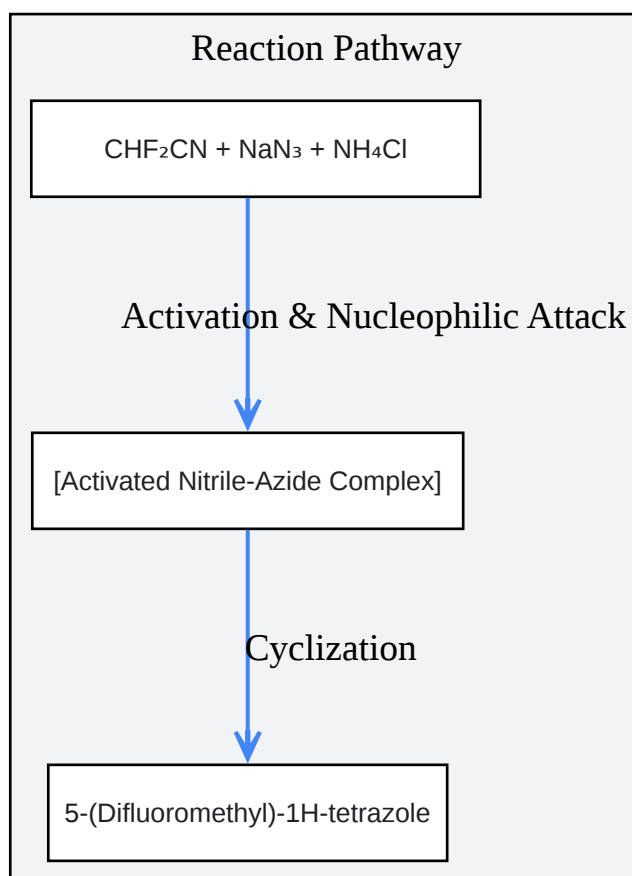 Reaction Pathway
CHF₂CN + NaN₃ + NH₄Cl
Activation & Nucleophilic Attack
[Activated Nitrile-Azide Complex]
Cyclization
5-(Difluoromethyl)-1H-tetrazole